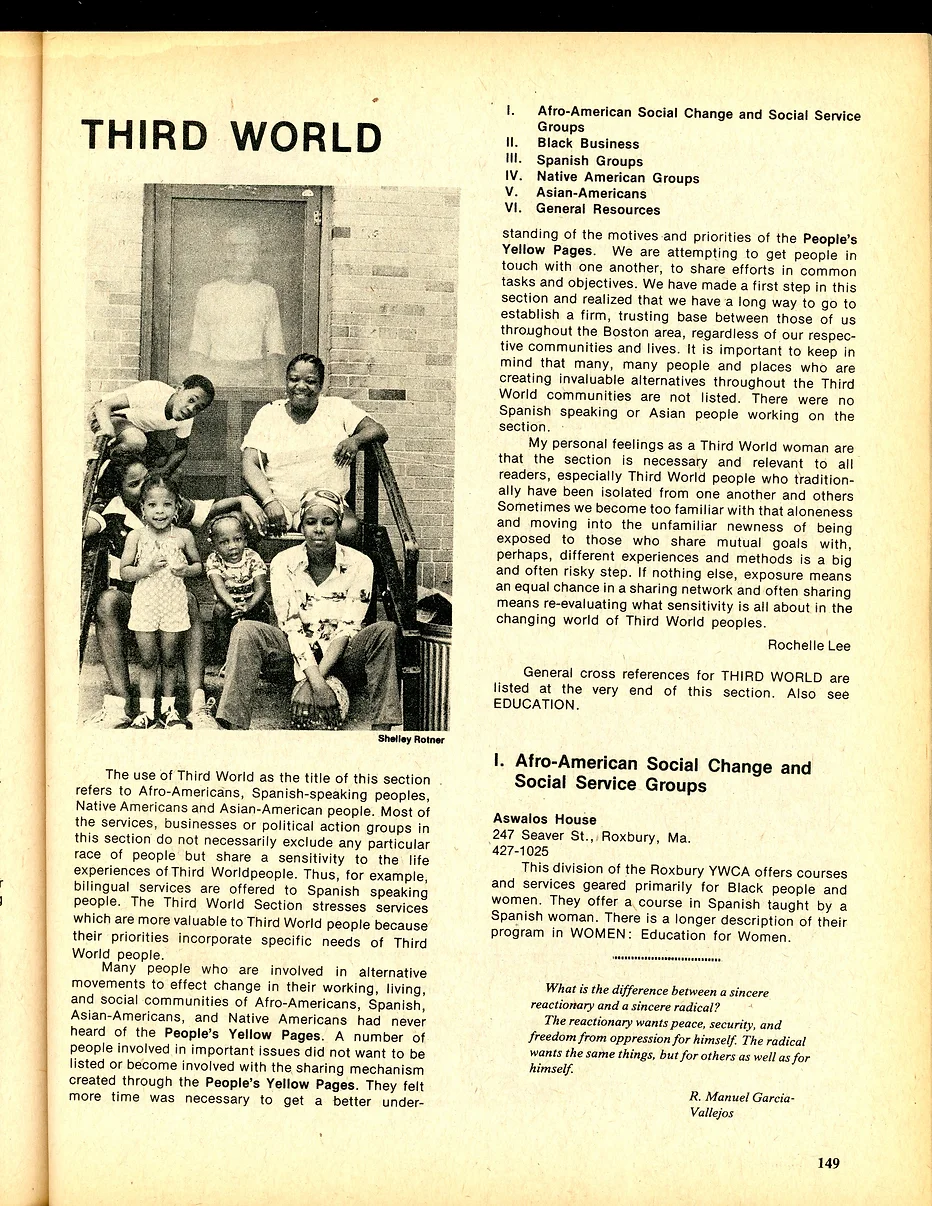 THIRD WORLD
Shelley Rotner
The use of Third World as the title of this section
refers to Afro-Americans, Spanish-speaking peoples,
Native Americans and Asian-American people. Most of
the services, businesses or political action groups in
this section do not necessarily exclude any particular
race of people but share a sensitivity to the life
experiences of Third Worldpeople. Thus, for example,
bilingual services are offered to Spanish speaking
people. The Third World Section stresses services
which are more valuable to Third World people because
their priorities incorporate specific needs of Third
World people.
Many people who are involved in alternative
movements to effect change in their working, living,
and social communities of Afro-Americans, Spanish,
Asian-Americans, and Native Americans had never
heard of the People's Yellow Pages. A number of
people involved in important issues did not want to be
listed or become involved with the sharing mechanism
created through the People's Yellow Pages. They felt
more time was necessary to get a better under-
I. Afro-American Social Change and Social Service
Groups
II. Black Business
III. Spanish Groups
IV. Native American Groups
V. Asian-Americans
VI. General Resources
standing of the motives and priorities of the People's
Yellow Pages. We are attempting to get people in
touch with one another, to share efforts in common
tasks and objectives. We have made a first step in this
section and realized that we have a long way to go to
establish a firm, trusting base between those of us
throughout the Boston area, regardless of our respec-
tive communities and lives. It is important to keep in
mind that many, many people and places who are
creating invaluable alternatives throughout the Third
World communities are not listed. There were no
Spanish speaking or Asian people working on the
section.
My personal feelings as a Third World woman are
that the section is necessary and relevant to all
readers, especially Third World people who tradition-
ally have been isolated from one another and others
Sometimes we become too familiar with that aloneness
and moving into the unfamiliar newness of being
exposed to those who share mutual goals with,
perhaps, different experiences and methods is a big
and often risky step. If nothing else, exposure means
an equal chance in a sharing network and often sharing
means re-evaluating what sensitivity is all about in the
changing world of Third World peoples.
Rochelle Lee
General cross references for THIRD WORLD are
listed at the very end of this section. Also see
EDUCATION.
I. Afro-American Social Change and
Social Service Groups
Aswalos House
247 Seaver St., Roxbury, Ma.
427-1025
This division of the Roxbury YWCA offers courses
and services geared primarily for Black people and
women. They offer a course in Spanish taught by a
Spanish woman. There is a longer description of their
program in WOMEN: Education for Women.
What is the difference between a sincere
reactionary and a sincere radical?
The reactionary wants peace, security, and
freedom from oppression for himself. The radical
wants the same things, but for others as well as for
himself.
R. Manuel Garcia-
Vallejos
149